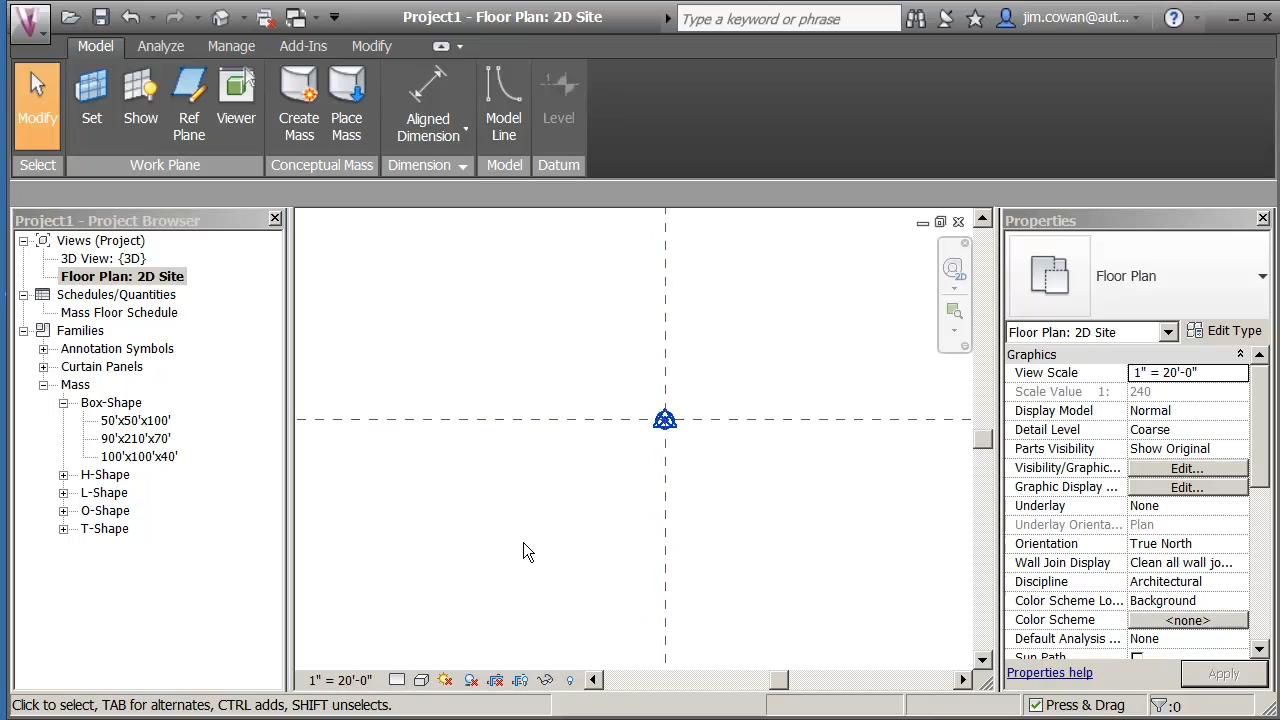 Project1 - Floor Plan: 2D Site
Type a keyword or phrase
jim.cowan@aut...
Model Analyze Manage Add-Ins Modify
Modify
Set
Show
Ref Plane
Viewer
Create Mass
Place Mass
Aligned Dimension
Model Line
Level
Select
Work Plane
Conceptual Mass
Dimension
Model
Datum
Project1 - Project Browser
Views (Project)
3D View: {3D}
Floor Plan: 2D Site
Schedules/Quantities
Mass Floor Schedule
Families
Annotation Symbols
Curtain Panels
Mass
Box-Shape
50'x50'x100'
90'x210'x70'
100'x100'x40'
H-Shape
L-Shape
O-Shape
T-Shape
2D
Properties
Floor Plan
Floor Plan: 2D Site
Edit Type
Graphics
View Scale 1" = 20'-0"
Scale Value 1: 240
Display Model Normal
Detail Level Coarse
Parts Visibility Show Original
Visibility/Graphic... Edit...
Graphic Display ... Edit...
Underlay None
Underlay Orienta... Plan
Orientation True North
Wall Join Display Clean all wall jo...
Discipline Architectural
Color Scheme Lo... Background
Color Scheme <none>
Default Analysis ... None
Sun Path
Properties help
Apply
1" = 20'-0"
Click to select, TAB for alternates, CTRL adds, SHIFT unselects.
Press & Drag
:0